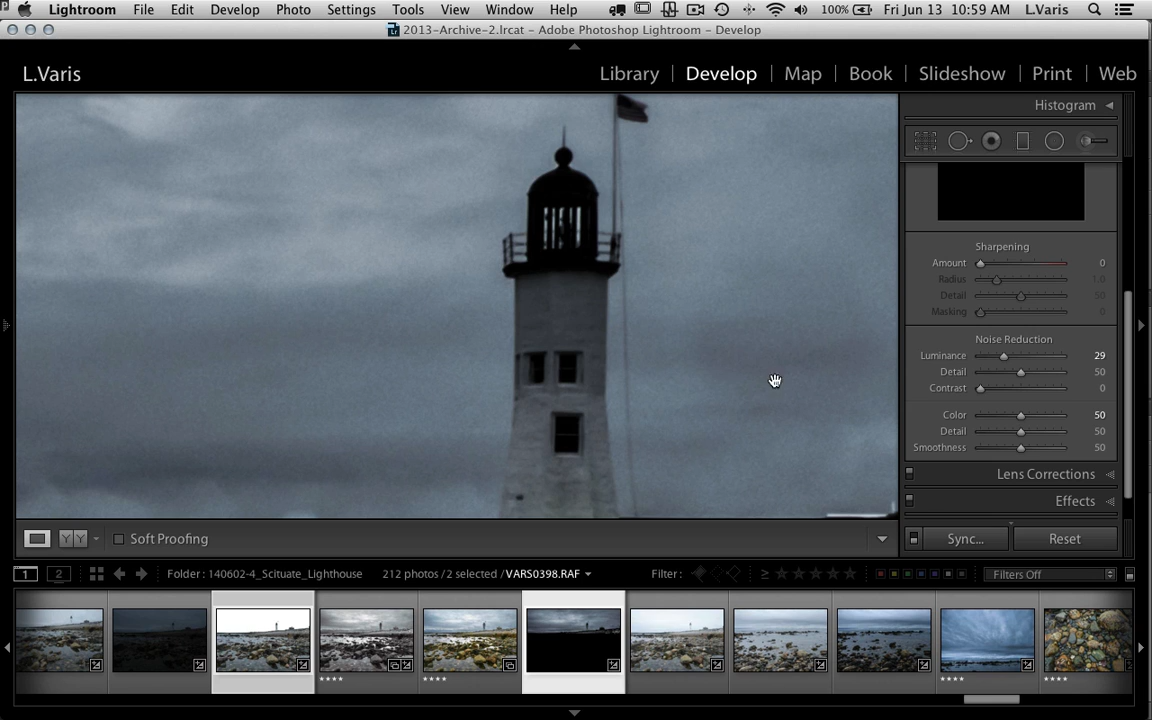 Lightroom File Edit Develop Photo Settings Tools View Window Help 100% Fri Jun 13 10:59 AM L.Varis
2013-Archive-2.lrcat - Adobe Photoshop Lightroom - Develop
L.Varis Library | Develop | Map | Book | Slideshow | Print | Web
Histogram
Sharpening
Amount 0
Radius 1.0
Detail 50
Masking 0
Noise Reduction
Luminance 29
Detail 50
Contrast 0
Color 50
Detail 50
Smoothness 50
Lens Corrections
Effects
Y Y Soft Proofing Sync... Reset
1 2 Folder : 140602-4_Scituate_Lighthouse 212 photos / 2 selected / VARS0398.RAF Filter : ≥ ★★★★★ Filters Off
★★★★ ★★★★ ★★★★ ★★★★